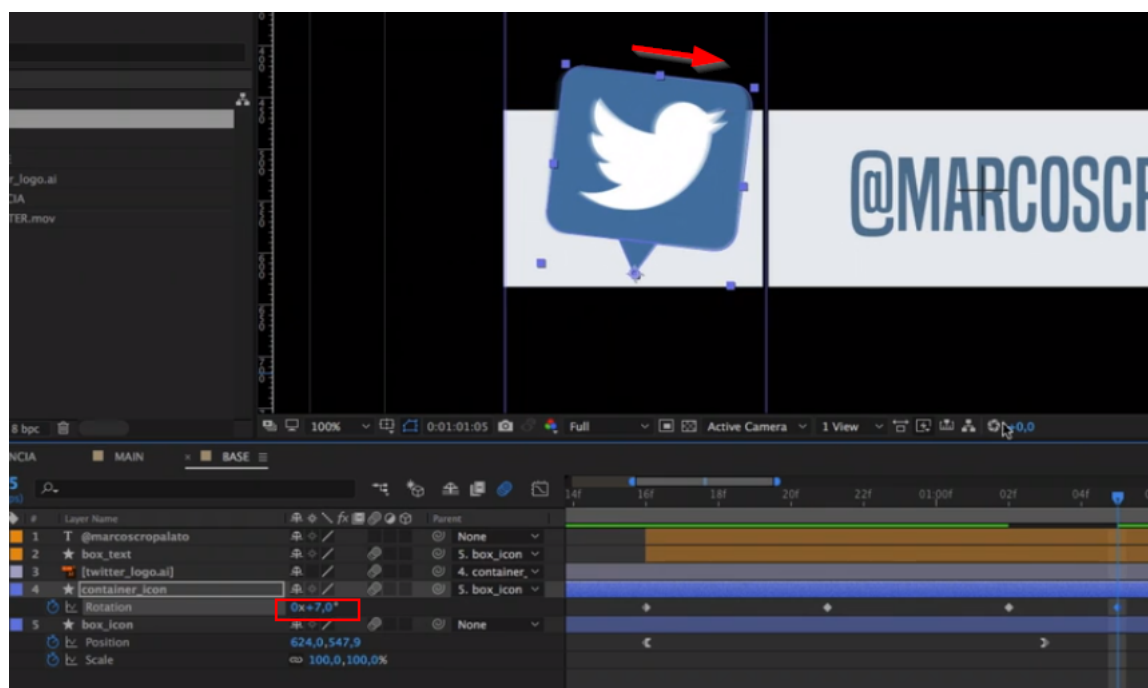 r_logo.ai
CIA
TER.mov
@MARCOSCR
8 bpc
100%
0:01:01:05
Full
Active Camera
1 View
+0,0
NCIA
MAIN
BASE
14f 16f 18f 20f 22f 01:00f 02f 04f
# Layer Name Parent
1 T @marcoscropalato None
2 box_text 5. box_icon
3 [twitter_logo.ai] 4. container_
4 container_icon 5. box_icon
Rotation 0x+7,0°
5 box_icon None
Position 624,0,547,9
Scale 100,0,100,0%